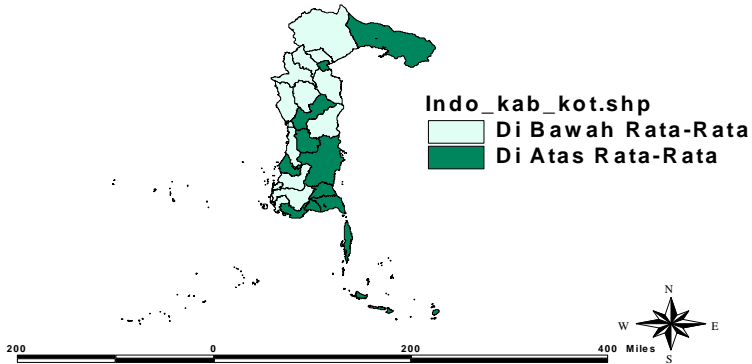 Indo_kab_kot.shp
Di Bawah Rata-Rata
Di Atas Rata-Rata
N
W E
S
200 0 200 400 Miles